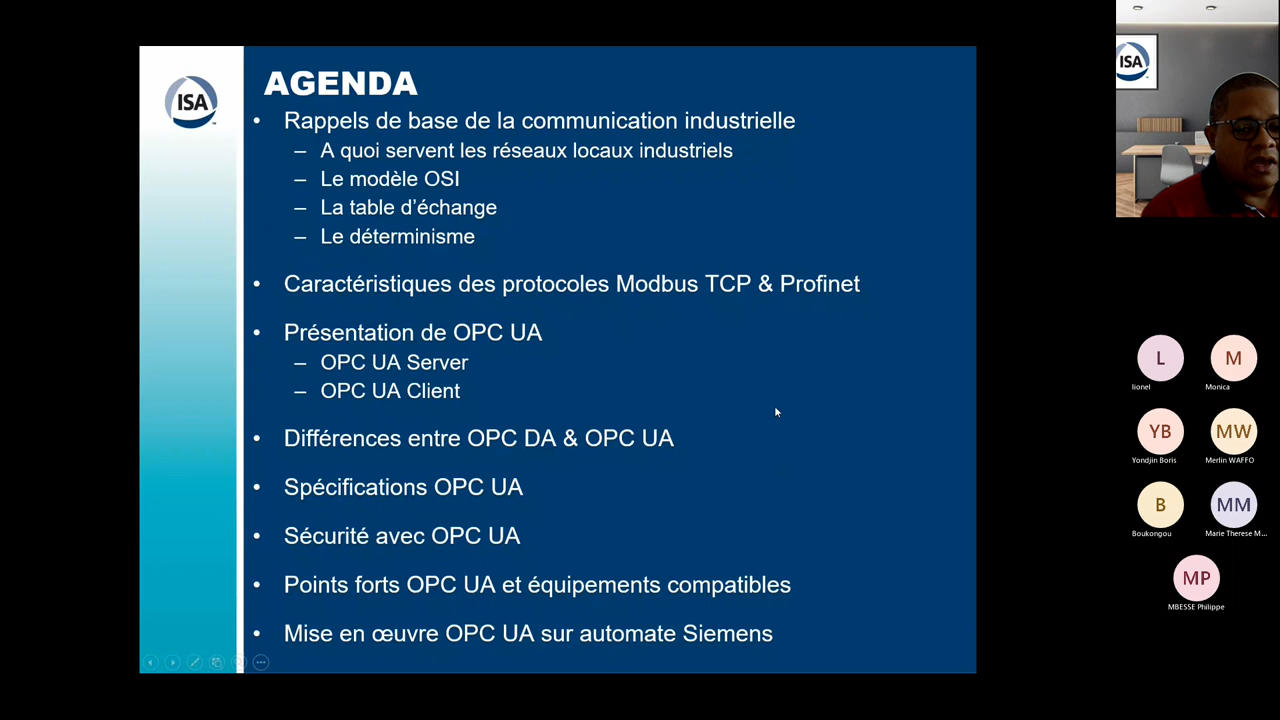 ISA
AGENDA
• Rappels de base de la communication industrielle
– A quoi servent les réseaux locaux industriels
– Le modèle OSI
– La table d’échange
– Le déterminisme
• Caractéristiques des protocoles Modbus TCP & Profinet
• Présentation de OPC UA
– OPC UA Server
– OPC UA Client
• Différences entre OPC DA & OPC UA
• Spécifications OPC UA
• Sécurité avec OPC UA
• Points forts OPC UA et équipements compatibles
• Mise en œuvre OPC UA sur automate Siemens
ISA
L
lionel
M
Monica
YB
Yondjin Boris
MW
Merlin WAFFO
B
Boukongou
MM
Marie Therese M...
MP
MBESSE Philippe